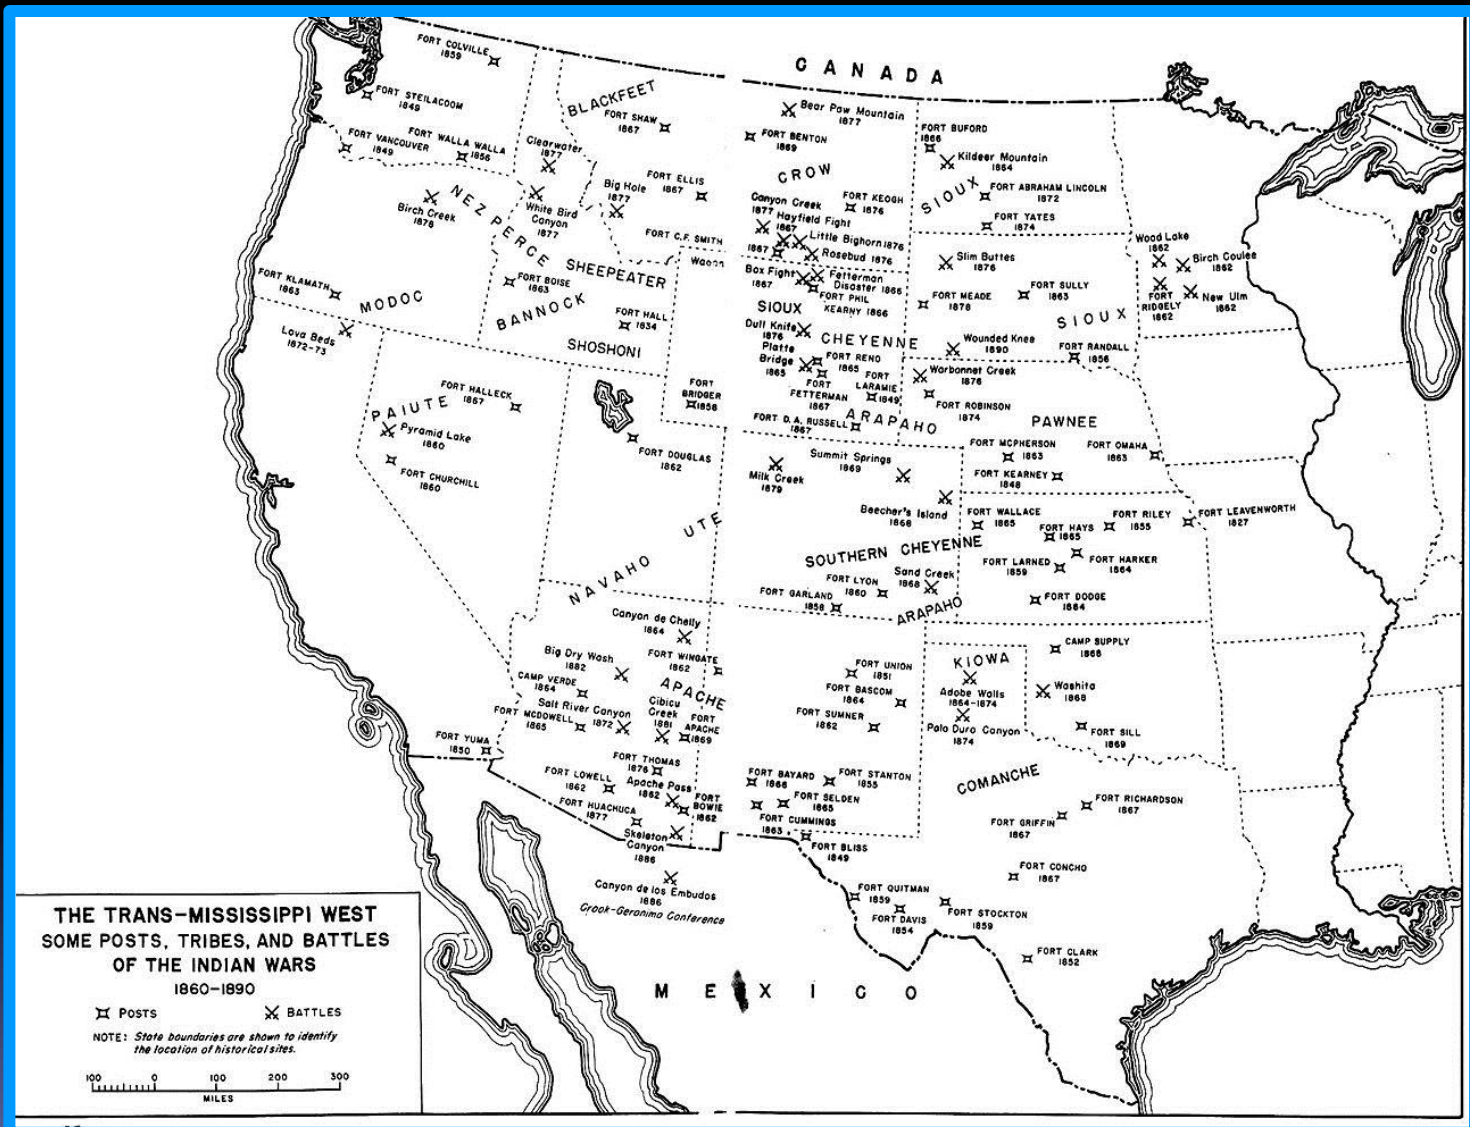 CANADA
FORT COLVILLE
1859
FORT STEILACOOM
1849
FORT VANCOUVER
1849
FORT WALLA WALLA
1856
BLACKFEET
FORT SHAW
1867
Clearwater
1877
Bear Paw Mountain
1877
FORT BENTON
1869
FORT BUFORD
1866
Kildeer Mountain
1864
CROW
SIOUX
FORT ABRAHAM LINCOLN
1872
FORT YATES
1874
FORT ELLIS
1867
Big Hole
1877
Birch Creek
1878
NEZ PERCE
White Bird
Canyon
1877
FORT C.F. SMITH
1867
Canyon Creek
1877
FORT KEOGH
1876
Hayfield Fight
1867
Little Bighorn 1876
Rosebud 1876
Wagon
Box Fight
1867
Fetterman
Disaster 1866
FORT PHIL
KEARNY 1866
Slim Buttes
1876
Wood Lake
1862
Birch Coulee
1862
FORT
RIDGELY
1862
New Ulm
1862
FORT KLAMATH
1863
MODOC
SHEEPEATER
FORT BOISE
1863
BANNOCK
FORT HALL
1834
SHOSHONI
Lava Beds
1872-73
SIOUX
Dull Knife
1876
CHEYENNE
Platte
Bridge
1865
FORT RENO
1865
FORT
FETTERMAN
1867
FORT
LARAMIE
1849
FORT MEADE
1878
FORT SULLY
1863
SIOUX
Wounded Knee
1890
FORT RANDALL
1856
Warbonnet Creek
1876
FORT ROBINSON
1874
PAWNEE
FORT HALLECK
1867
PAIUTE
Pyramid Lake
1860
FORT CHURCHILL
1860
FORT
BRIDGER
1858
FORT DOUGLAS
1862
FORT D. A. RUSSELL
1867
ARAPAHO
FORT MCPHERSON
1863
FORT OMAHA
1863
FORT KEARNEY
1848
Milk Creek
1879
Summit Springs
1869
Beecher's Island
1868
FORT WALLACE
1865
FORT HAYS
1865
FORT RILEY
1855
FORT LEAVENWORTH
1827
FORT LARNED
1859
FORT HARKER
1864
FORT DODGE
1864
UTE
NAVAHO
SOUTHERN CHEYENNE
FORT LYON
1860
Sand Creek
1868
FORT GARLAND
1858
ARAPAHO
Canyon de Chelly
1864
Big Dry Wash
1882
FORT WINGATE
1862
CAMP VERDE
1864
APACHE
Salt River Canyon
1872
FORT MCDOWELL
1865
Cibicu
Creek
1881
FORT
APACHE
1869
FORT YUMA
1850
FORT THOMAS
1876
FORT LOWELL
1862
Apache Pass
1862
FORT
BOWIE
1862
FORT HUACHUCA
1877
Skeleton
Canyon
1886
Canyon de los Embudos
1886
Crook-Geronimo Conference
FORT UNION
1851
FORT BASCOM
1864
FORT SUMNER
1862
KIOWA
Adobe Walls
1864-1874
Palo Duro Canyon
1874
CAMP SUPPLY
1868
Washita
1868
FORT SILL
1869
FORT BAYARD
1866
FORT STANTON
1855
FORT SELDEN
1865
FORT CUMMINGS
1863
FORT BLISS
1849
COMANCHE
FORT RICHARDSON
1867
FORT GRIFFIN
1867
FORT CONCHO
1867
FORT QUITMAN
1859
FORT DAVIS
1854
FORT STOCKTON
1859
FORT CLARK
1852
MEXICO
THE TRANS-MISSISSIPPI WEST
SOME POSTS, TRIBES, AND BATTLES
OF THE INDIAN WARS
1860-1890
POSTS
BATTLES
NOTE: State boundaries are shown to identify
the location of historical sites.
100 0 100 200 300
MILES